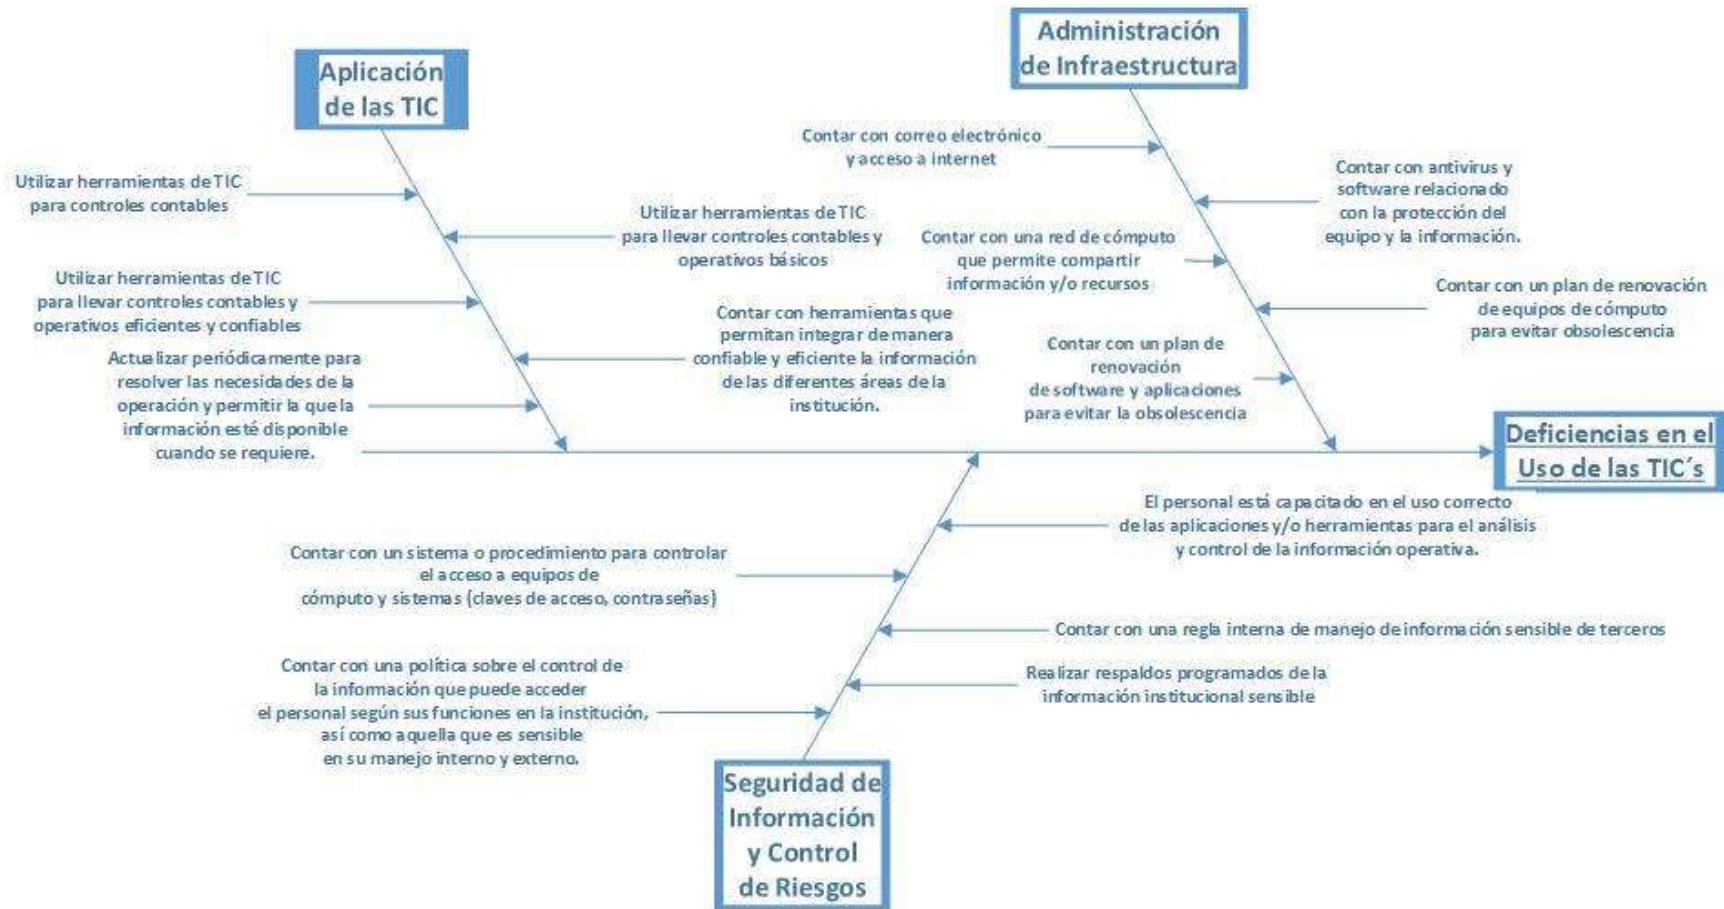 Aplicación
de las TIC
Utilizar herramientas de TIC
para controles contables
Utilizar herramientas de TIC
para llevar controles contables y
operativos básicos
Utilizar herramientas de TIC
para llevar controles contables y
operativos eficientes y confiables
Contar con herramientas que
permitan integrar de manera
confiable y eficiente la información
de las diferentes áreas de la
institución.
Actualizar periódicamente para
resolver las necesidades de la
operación y permitir la que la
información esté disponible
cuando se requiere.
Administración
de Infraestructura
Contar con correo electrónico
y acceso a internet
Contar con antivirus y
software relacionado
con la protección del
equipo y la información.
Contar con una red de cómputo
que permite compartir
información y/o recursos
Contar con un plan de renovación
de equipos de cómputo
para evitar obsolescencia
Contar con un plan de
renovación
de software y aplicaciones
para evitar la obsolescencia
Deficiencias en el
Uso de las TIC´s
El personal está capacitado en el uso correcto
de las aplicaciones y/o herramientas para el análisis
y control de la información operativa.
Contar con un sistema o procedimiento para controlar
el acceso a equipos de
cómputo y sistemas (claves de acceso, contraseñas)
Contar con una regla interna de manejo de información sensible de terceros
Realizar respaldos programados de la
información institucional sensible
Contar con una política sobre el control de
la información que puede acceder
el personal según sus funciones en la institución,
así como aquella que es sensible
en su manejo interno y externo.
Seguridad de
Información
y Control
de Riesgos